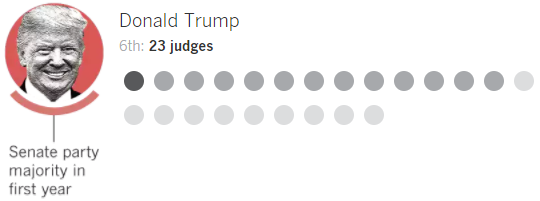 Donald Trump
6th: 23 judges
Senate party
majority in
first year